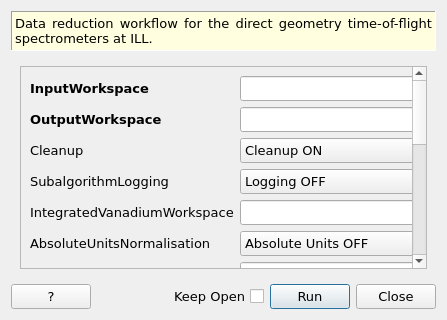 Data reduction workflow for the direct geometry time-of-flight
spectrometers at ILL.
InputWorkspace
OutputWorkspace
Cleanup Cleanup ON
SubalgorithmLogging Logging OFF
IntegratedVanadiumWorkspace
AbsoluteUnitsNormalisation Absolute Units OFF
? Keep Open Run Close